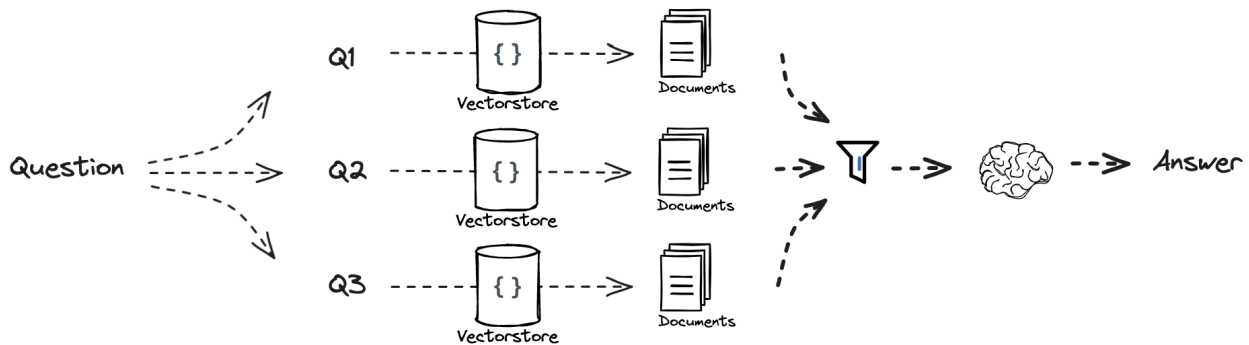 Question
Q1
{ }
Vectorstore
Documents
Q2
{ }
Vectorstore
Documents
Q3
{ }
Vectorstore
Documents
Answer